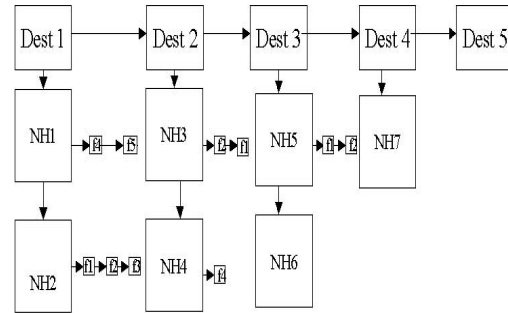 Dest 1 Dest 2 Dest 3 Dest 4 Dest 5
NH1 f4 f5 NH3 f2 f1 NH5 f1 f2 NH7
NH2 f1 f2 f3 NH4 f4 NH6